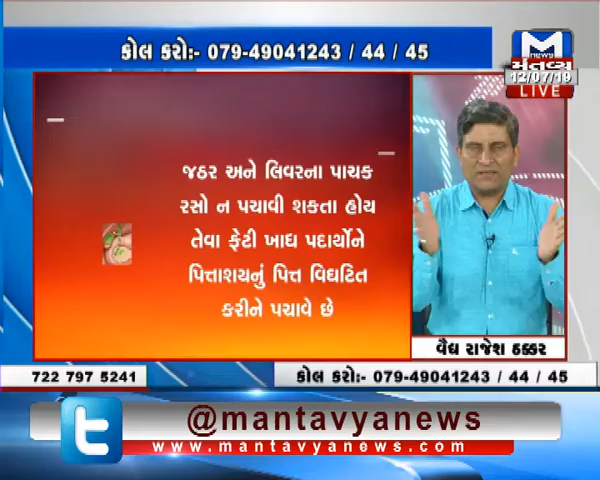 કોલ કરો:- 079-49041243 / 44 / 45
M
news
મંતવ્ય
12/07/19
LIVE
જઠર અને લિવરના પાચક
રસો ન પચાવી શકતા હોય
તેવા ફેટી ખાદ્ય પદાર્થોને
પિત્તાશયનું પિત્ત વિઘટિત
કરીને પચાવે છે
વૈદ્ય રાજેશ ઠક્કર
722 797 5241
કોલ કરો:- 079-49041243 / 44 / 45
@mantavyanews
www.mantavyanews.com